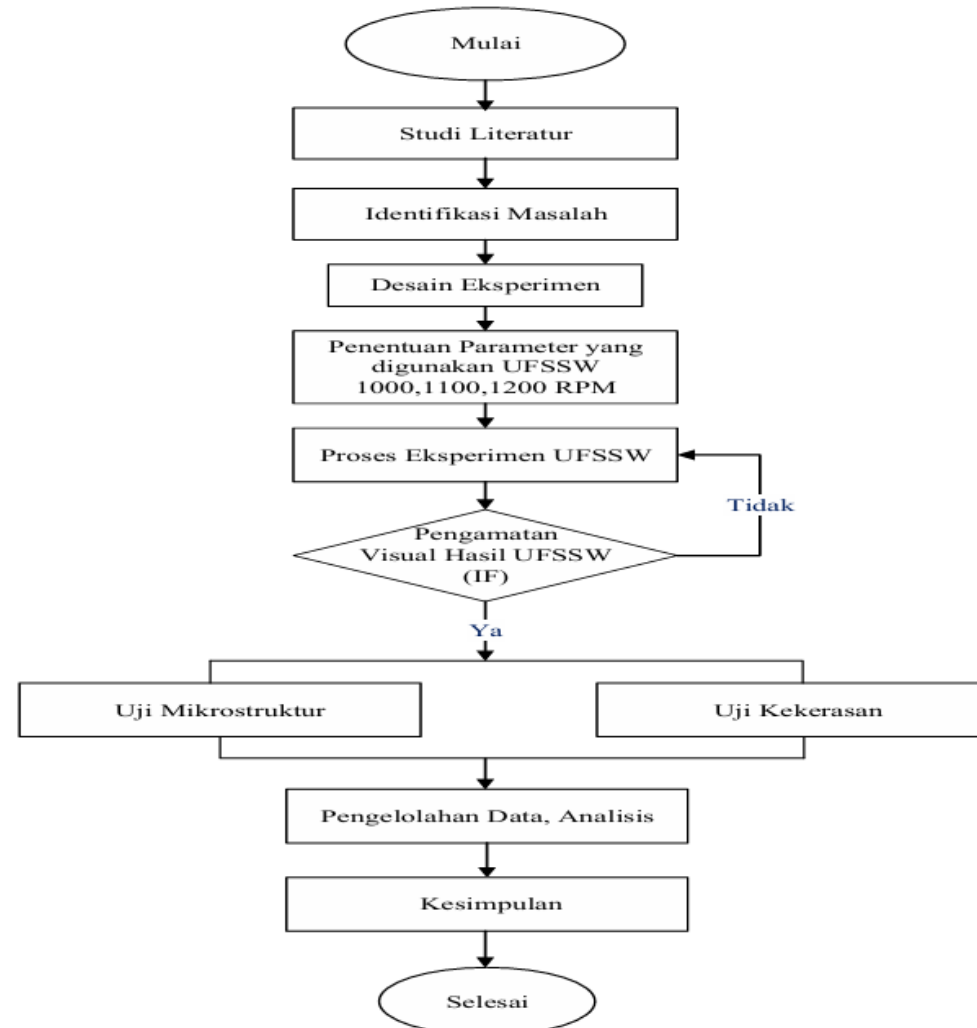 Mulai
Studi Literatur
Identifikasi Masalah
Desain Eksperimen
Penentuan Parameter yang
digunakan UFSSW
1000,1100,1200 RPM
Proses Eksperimen UFSSW
Tidak
Pengamatan
Visual Hasil UFSSW
(IF)
Ya
Uji Mikrostruktur
Uji Kekerasan
Pengelolahan Data, Analisis
Kesimpulan
Selesai